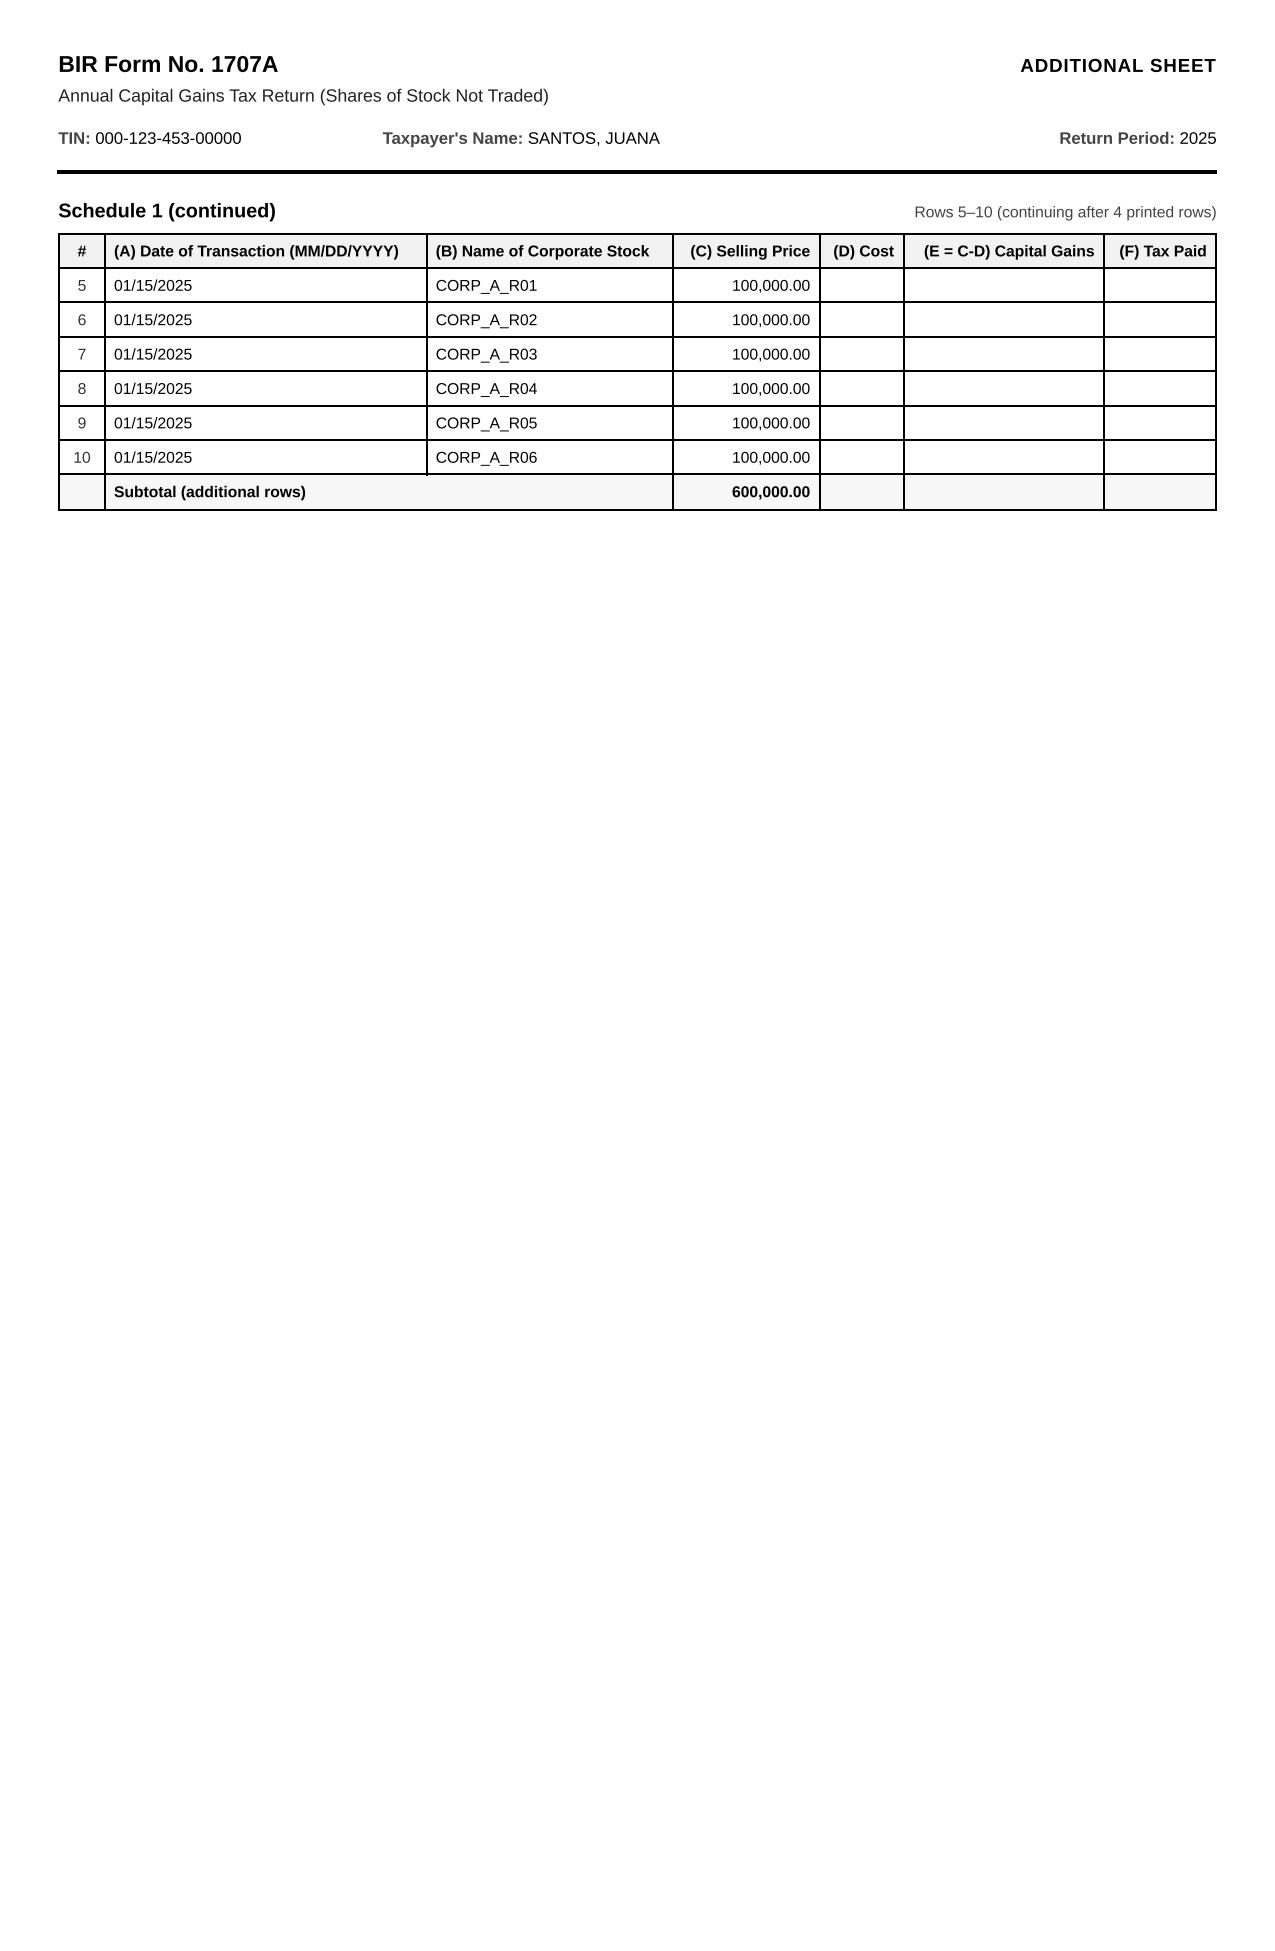 BIR Form No. 1707A
ADDITIONAL SHEET
Annual Capital Gains Tax Return (Shares of Stock Not Traded)
TIN: 000-123-453-00000 Taxpayer's Name: SANTOS, JUANA Return Period: 2025
Schedule 1 (continued)
Rows 5–10 (continuing after 4 printed rows)
# (A) Date of Transaction (MM/DD/YYYY) (B) Name of Corporate Stock (C) Selling Price (D) Cost (E = C-D) Capital Gains (F) Tax Paid
5 01/15/2025 CORP_A_R01 100,000.00
6 01/15/2025 CORP_A_R02 100,000.00
7 01/15/2025 CORP_A_R03 100,000.00
8 01/15/2025 CORP_A_R04 100,000.00
9 01/15/2025 CORP_A_R05 100,000.00
10 01/15/2025 CORP_A_R06 100,000.00
Subtotal (additional rows) 600,000.00